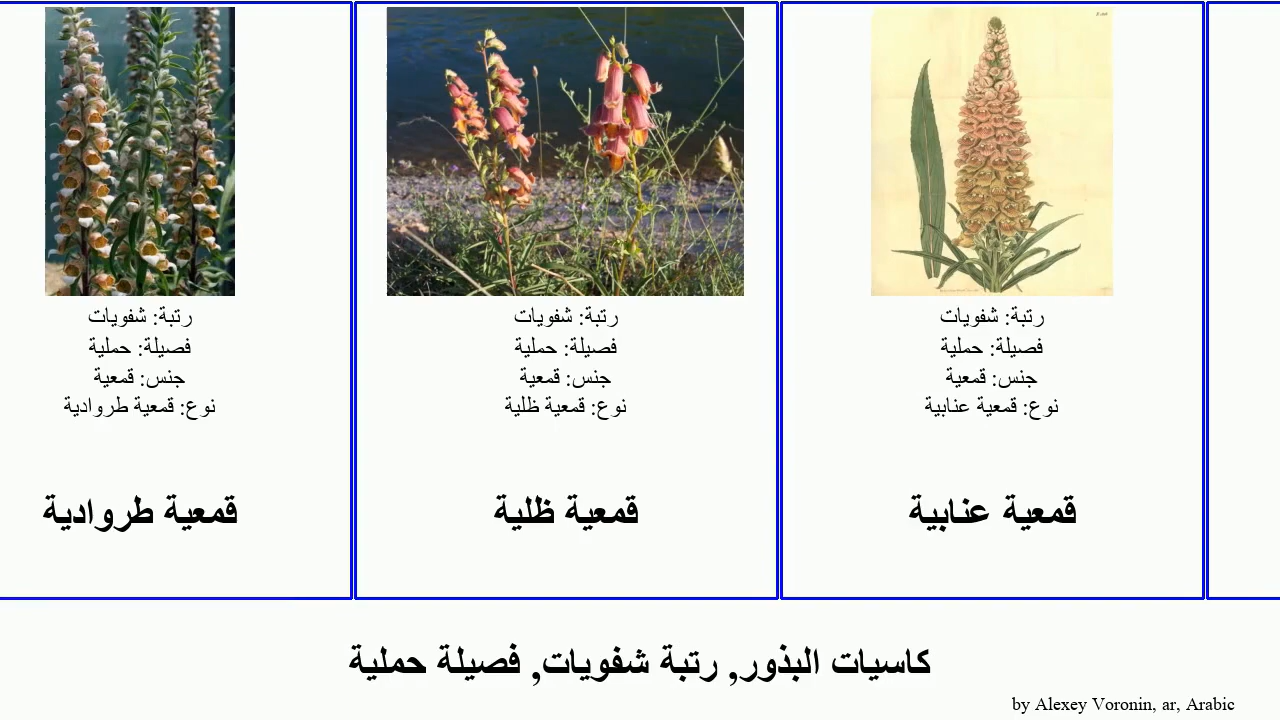 رتبة: شفويات
فصيلة: حملية
جنس: قمعية
نوع: قمعية عنابية
قمعية عنابية
رتبة: شفويات
فصيلة: حملية
جنس: قمعية
نوع: قمعية ظلية
قمعية ظلية
رتبة: شفويات
فصيلة: حملية
جنس: قمعية
نوع: قمعية طروادية
قمعية طروادية
كاسيات البذور, رتبة شفويات, فصيلة حملية
by Alexey Voronin, ar, Arabic